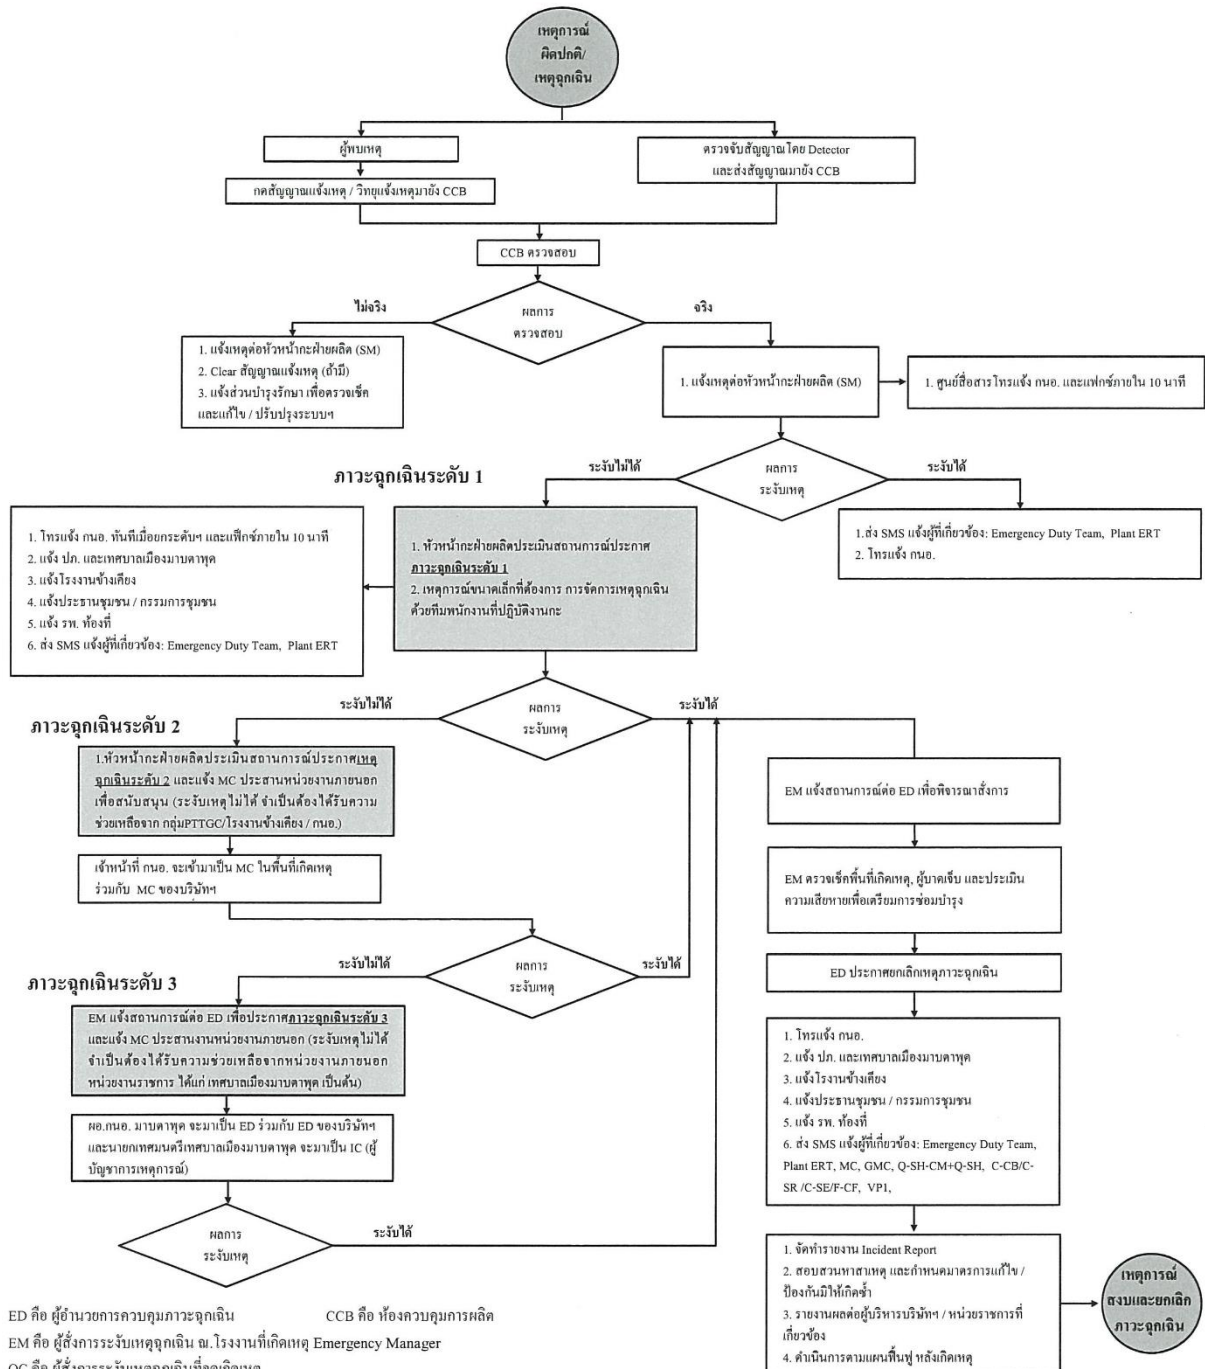 เหตุการณ์
ผิดปกติ/
เหตุฉุกเฉิน
ผู้พบเหตุ
ตรวจจับสัญญาณโดย Detector
และส่งสัญญาณมายัง CCB
กดสัญญาณแจ้งเหตุ / วิทยุแจ้งเหตุมายัง CCB
CCB ตรวจสอบ
ผลการ
ตรวจสอบ
ไม่จริง
จริง
1. แจ้งเหตุต่อหัวหน้ากะฝ่ายผลิต (SM)
2. Clear สัญญาณแจ้งเหตุ (ถ้ามี)
3. แจ้งส่วนบำรุงรักษา เพื่อตรวจเช็ค
และแก้ไข / ปรับปรุงระบบฯ
1. แจ้งเหตุต่อหัวหน้ากะฝ่ายผลิต (SM)
1. ศูนย์สื่อสารโทรแจ้ง กนอ. และแฟกซ์ภายใน 10 นาที
ผลการ
ระงับเหตุ
ระงับไม่ได้
ระงับได้
ภาวะฉุกเฉินระดับ 1
1. โทรแจ้ง กนอ. ทันทีเมื่อยกระดับฯ และแฟ็กซ์ภายใน 10 นาที
2. แจ้ง ปภ. และเทศบาลเมืองมาบตาพุด
3. แจ้งโรงงานข้างเคียง
4. แจ้งประธานชุมชน / กรรมการชุมชน
5. แจ้ง รพ. ท้องที่
6. ส่ง SMS แจ้งผู้ที่เกี่ยวข้อง: Emergency Duty Team, Plant ERT
1. หัวหน้ากะฝ่ายผลิตประเมินสถานการณ์ประกาศ
ภาวะฉุกเฉินระดับ 1
2. เหตุการณ์ขนาดเล็กที่ต้องการ การจัดการเหตุฉุกเฉิน
ด้วยทีมพนักงานที่ปฏิบัติงานกะ
1.ส่ง SMS แจ้งผู้ที่เกี่ยวข้อง: Emergency Duty Team, Plant ERT
2. โทรแจ้ง กนอ.
ผลการ
ระงับเหตุ
ระงับไม่ได้
ระงับได้
ภาวะฉุกเฉินระดับ 2
1.หัวหน้ากะฝ่ายผลิตประเมินสถานการณ์ประกาศเหตุ
ฉุกเฉินระดับ 2 และแจ้ง MC ประสานหน่วยงานภายนอก
เพื่อสนับสนุน (ระงับเหตุไม่ได้ จำเป็นต้องได้รับความ
ช่วยเหลือจาก กลุ่มPTTGC/โรงงานข้างเคียง / กนอ.)
เจ้าหน้าที่ กนอ. จะเข้ามาเป็น MC ในพื้นที่เกิดเหตุ
ร่วมกับ MC ของบริษัทฯ
EM แจ้งสถานการณ์ต่อ ED เพื่อพิจารณาสั่งการ
EM ตรวจเช็คพื้นที่เกิดเหตุ, ผู้บาดเจ็บ และประเมิน
ความเสียหายเพื่อเตรียมการซ่อมบำรุง
ผลการ
ระงับเหตุ
ระงับไม่ได้
ระงับได้
ED ประกาศยกเลิกเหตุภาวะฉุกเฉิน
ภาวะฉุกเฉินระดับ 3
EM แจ้งสถานการณ์ต่อ ED เพื่อประกาศภาวะฉุกเฉินระดับ 3
และแจ้ง MC ประสานงานหน่วยงานภายนอก (ระงับเหตุไม่ได้
จำเป็นต้องได้รับความช่วยเหลือจากหน่วยงานภายนอก
หน่วยงานราชการ ได้แก่ เทศบาลเมืองมาบตาพุด เป็นต้น)
ผอ.กนอ. มาบตาพุด จะมาเป็น ED ร่วมกับ ED ของบริษัทฯ
และนายกเทศมนตรีเทศบาลเมืองมาบตาพุด จะมาเป็น IC (ผู้
บัญชาการเหตุการณ์)
1. โทรแจ้ง กนอ.
2. แจ้ง ปภ. และเทศบาลเมืองมาบตาพุด
3. แจ้งโรงานข้างเคียง
4. แจ้งประธานชุมชน / กรรมการชุมชน
5. แจ้ง รพ. ท้องที่
6. ส่ง SMS แจ้งผู้ที่เกี่ยวข้อง: Emergency Duty Team,
Plant ERT, MC, GMC, Q-SH-CM+Q-SH, C-CB/C-
SR /C-SE/F-CF, VP1,
ผลการ
ระงับเหตุ
ระงับได้
1. จัดทำรายงาน Incident Report
2. สอบสวนหาสาเหตุ และกำหนดมาตรการแก้ไข /
ป้องกันมิให้เกิดซ้ำ
3. รายงานผลต่อผู้บริหารบริษัทฯ / หน่วยราชการที่
เกี่ยวข้อง
4. ดำเนินการตามแผนฟื้นฟู หลังเกิดเหตุ
เหตุการณ์
สงบและยกเลิก
ภาวะฉุกเฉิน
ED คือ ผู้อำนวยการควบคุมภาวะฉุกเฉิน
CCB คือ ห้องควบคุมการผลิต
EM คือ ผู้สั่งการระงับเหตุฉุกเฉิน ณ.โรงงานที่เกิดเหตุ Emergency Manager
OC คือ ผู้สั่งการระงับเหตุฉุกเฉินที่จุดเกิดเหตุ